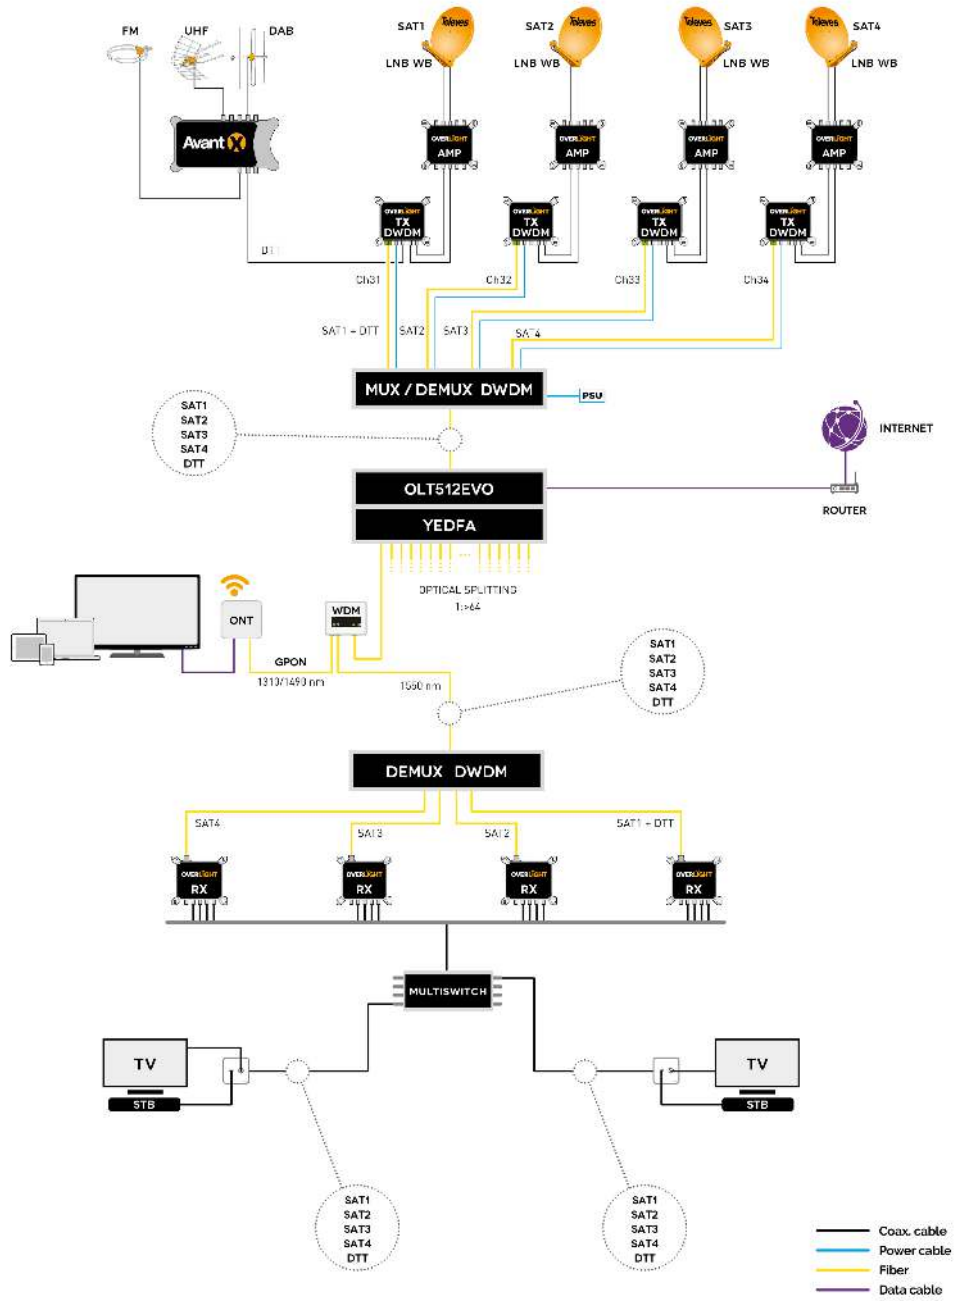 FM UHF DAB
SAT1 SAT2 SAT3 SAT4
Televes Televes Televes Televes
LNB WB LNB WB LNB WB LNB WB
Avant X
OVERLIGHT AMP
OVERLIGHT AMP
OVERLIGHT AMP
OVERLIGHT AMP
OVERLIGHT TX DWDM
OVERLIGHT TX DWDM
OVERLIGHT TX DWDM
OVERLIGHT TX DWDM
Ch31 Ch32 Ch33 Ch34
SAT1 - DTT SAT2 SAT3 SAT4
MUX / DEMUX DWDM
PSU
SAT1
SAT2
SAT3
SAT4
DTT
INTERNET
OLT512EVO
ROUTER
YEDFA
OPTICAL SPLITTING
1:>64
WDM
ONT
GPON
1310/1490 nm
1550 nm
SAT1
SAT2
SAT3
SAT4
DTT
DEMUX DWDM
SAT4 SAT3 SAT2 SAT1 - DTT
OVERLIGHT RX
OVERLIGHT RX
OVERLIGHT RX
OVERLIGHT RX
MULTISWITCH
TV
STB
TV
STB
SAT1
SAT2
SAT3
SAT4
DTT
SAT1
SAT2
SAT3
SAT4
DTT
Coax. cable
Power cable
Fiber
Data cable